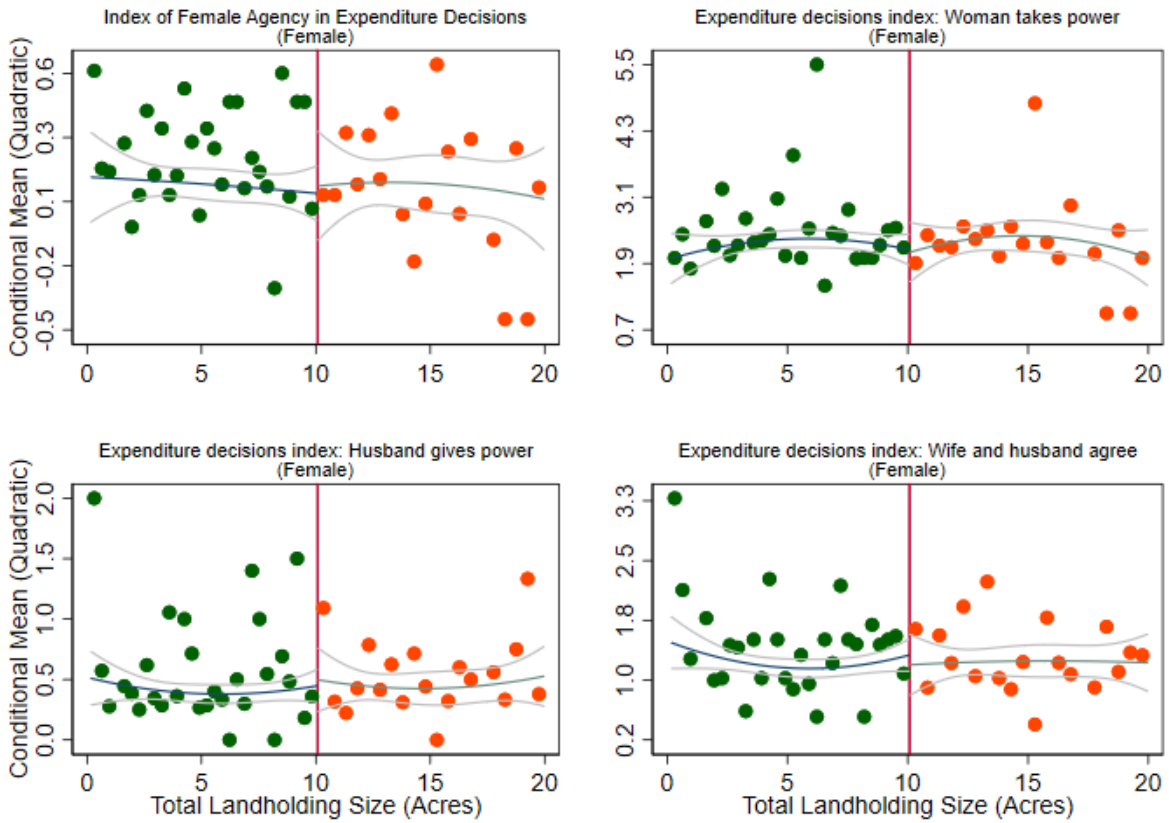 Index of Female Agency in Expenditure Decisions
(Female)
Conditional Mean (Quadratic)
0.6
0.3
0.1
-0.2
-0.5
0 5 10 15 20
Expenditure decisions index: Woman takes power
(Female)
5.5
4.3
3.1
1.9
0.7
0 5 10 15 20
Expenditure decisions index: Husband gives power
(Female)
Conditional Mean (Quadratic)
2.0
1.5
1.0
0.5
0.0
0 5 10 15 20
Total Landholding Size (Acres)
Expenditure decisions index: Wife and husband agree
(Female)
3.3
2.5
1.8
1.0
0.2
0 5 10 15 20
Total Landholding Size (Acres)